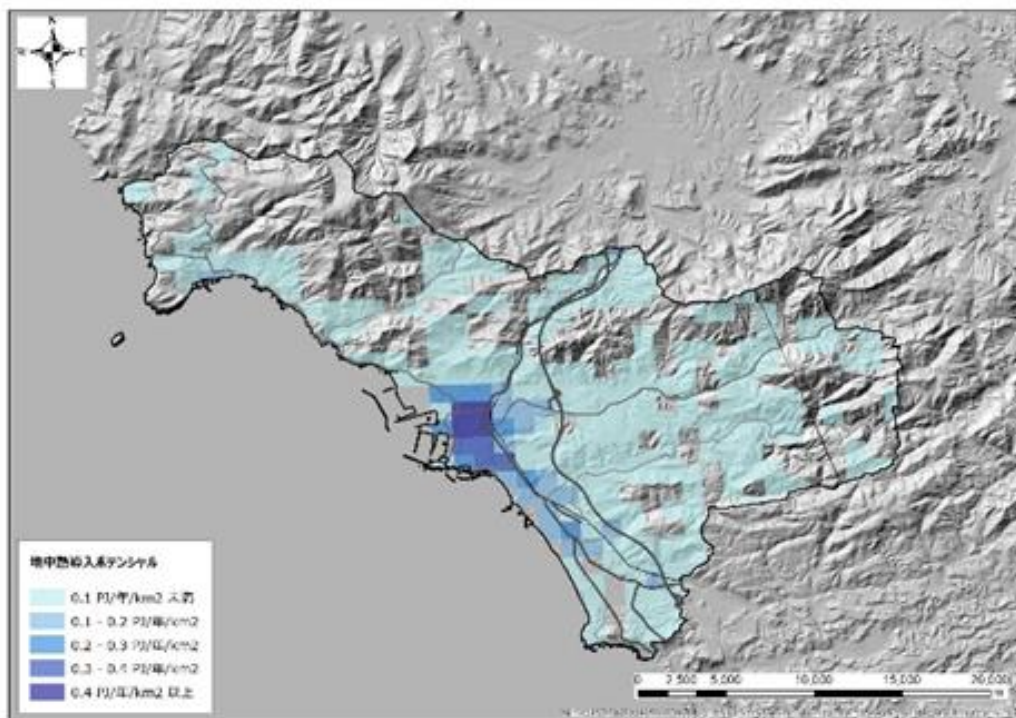 N
E
S
地中熱導入ポテンシャル
0.1 PJ/年/km2 未満
0.1 - 0.2 PJ/年/km2
0.2 - 0.3 PJ/年/km2
0.3 - 0.4 PJ/年/km2
0.4 PJ/年/km2 以上
0 2,500 5,000 10,000 15,000 20,000
m